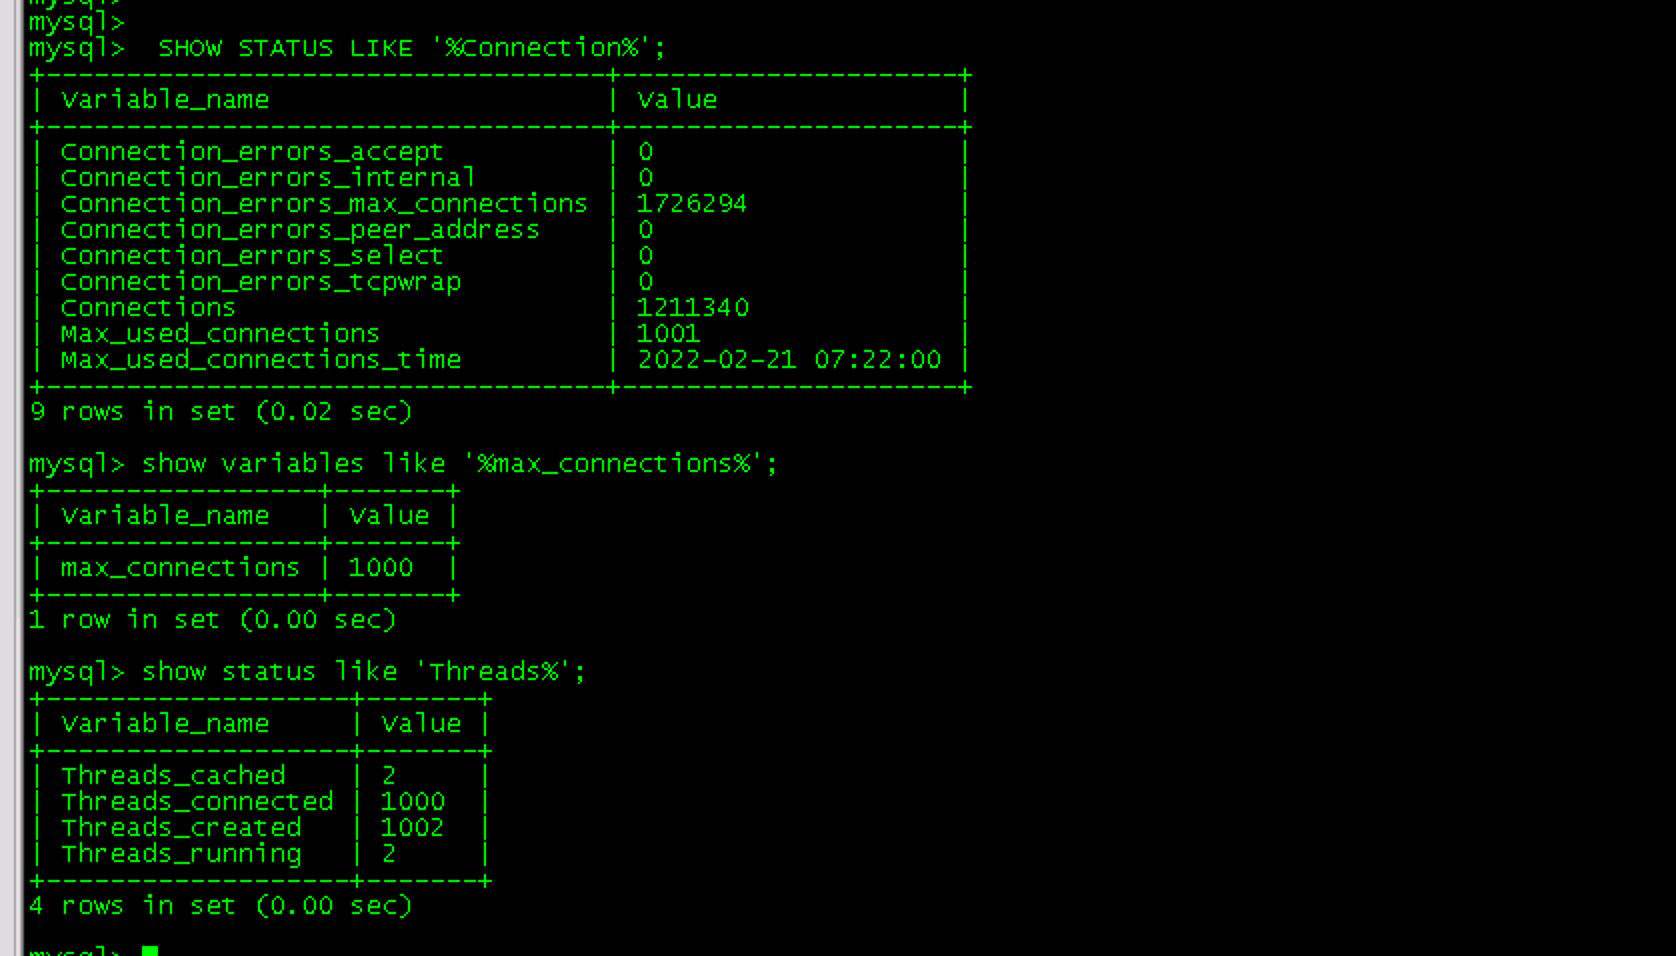 mysql>
mysql>
mysql>  SHOW STATUS LIKE '%Connection%';
+-----------------------------------+---------------------+
| Variable_name                     | Value               |
+-----------------------------------+---------------------+
| Connection_errors_accept          | 0                   |
| Connection_errors_internal        | 0                   |
| Connection_errors_max_connections | 1726294             |
| Connection_errors_peer_address    | 0                   |
| Connection_errors_select          | 0                   |
| Connection_errors_tcpwrap         | 0                   |
| Connections                       | 1211340             |
| Max_used_connections              | 1001                |
| Max_used_connections_time         | 2022-02-21 07:22:00 |
+-----------------------------------+---------------------+
9 rows in set (0.02 sec)
mysql> show variables like '%max_connections%';
+-----------------+-------+
| Variable_name   | Value |
+-----------------+-------+
| max_connections | 1000  |
+-----------------+-------+
1 row in set (0.00 sec)
mysql> show status like 'Threads%';
+-------------------+-------+
| Variable_name     | Value |
+-------------------+-------+
| Threads_cached    | 2     |
| Threads_connected | 1000  |
| Threads_created   | 1002  |
| Threads_running   | 2     |
+-------------------+-------+
4 rows in set (0.00 sec)
mysql>